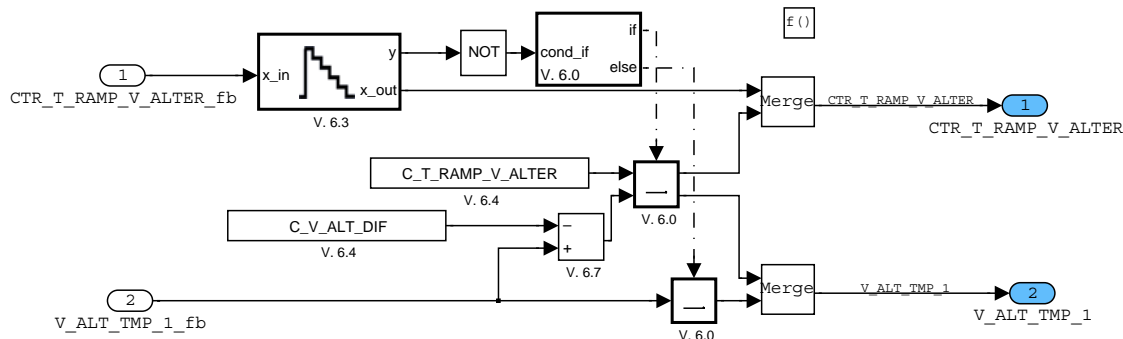 f()
if
y
NOT
cond_if
else
V. 6.0
1
x_in
x_out
CTR_T_RAMP_V_ALTER_fb
V. 6.3
Merge
CTR_T_RAMP_V_ALTER
1
CTR_T_RAMP_V_ALTER
C_T_RAMP_V_ALTER
V. 6.4
V. 6.0
C_V_ALT_DIF
V. 6.4
−
+
V. 6.7
2
V_ALT_TMP_1_fb
V. 6.0
Merge
V_ALT_TMP_1
2
V_ALT_TMP_1